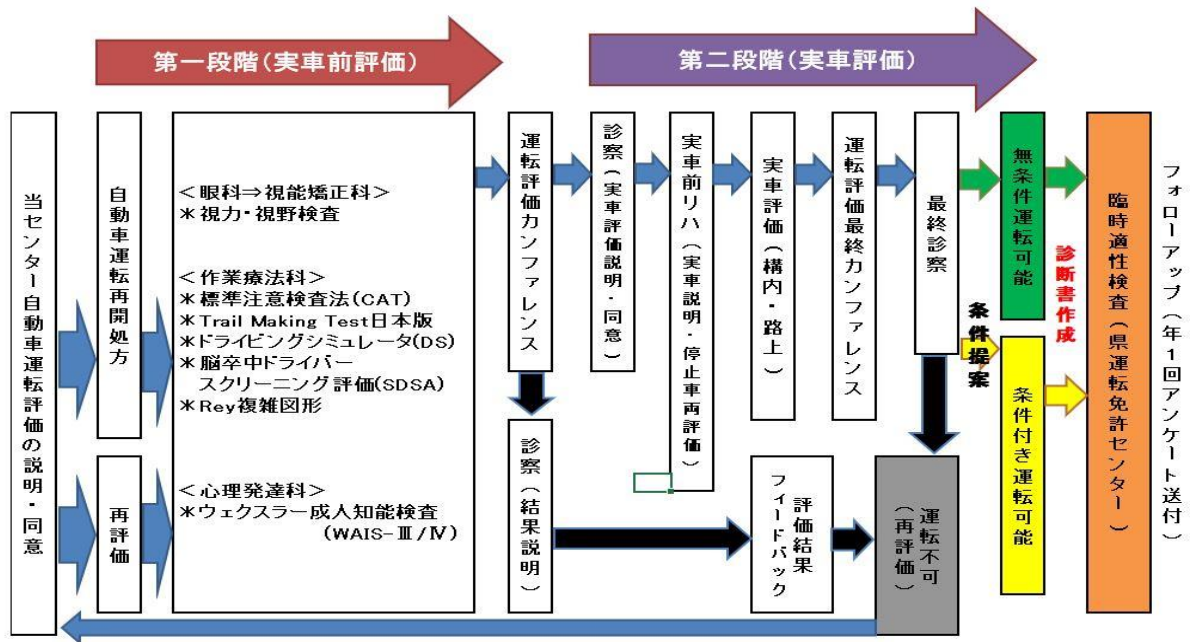 第一段階(実車前評価)
第二段階(実車評価)
当センター自動車運転評価の説明・同意
自動車運転再開処方
再評価
＜眼科⇒視能矯正科＞
＊視力・視野検査
＜作業療法科＞
＊標準注意検査法(CAT)
＊Trail Making Test日本版
＊ドライビングシミュレータ(DS)
＊脳卒中ドライバー
スクリーニング評価(SDSA)
＊Rey複雑図形
＜心理発達科＞
＊ウェクスラー成人知能検査
(WAIS-Ⅲ/Ⅳ)
運転評価カンファレンス
診察(結果説明)
診察(実車評価説明・同意)
実車前リハ(実車説明・停止車両評価)
実車評価(構内・路上)
評価結果
フィードバック
運転評価最終カンファレンス
最終診察
運転不可
(再評価)
条件提案
無条件運転可能
条件付き運転可能
診断書作成
臨時適性検査(県運転免許センター)
フォローアップ(年1回アンケート送付)